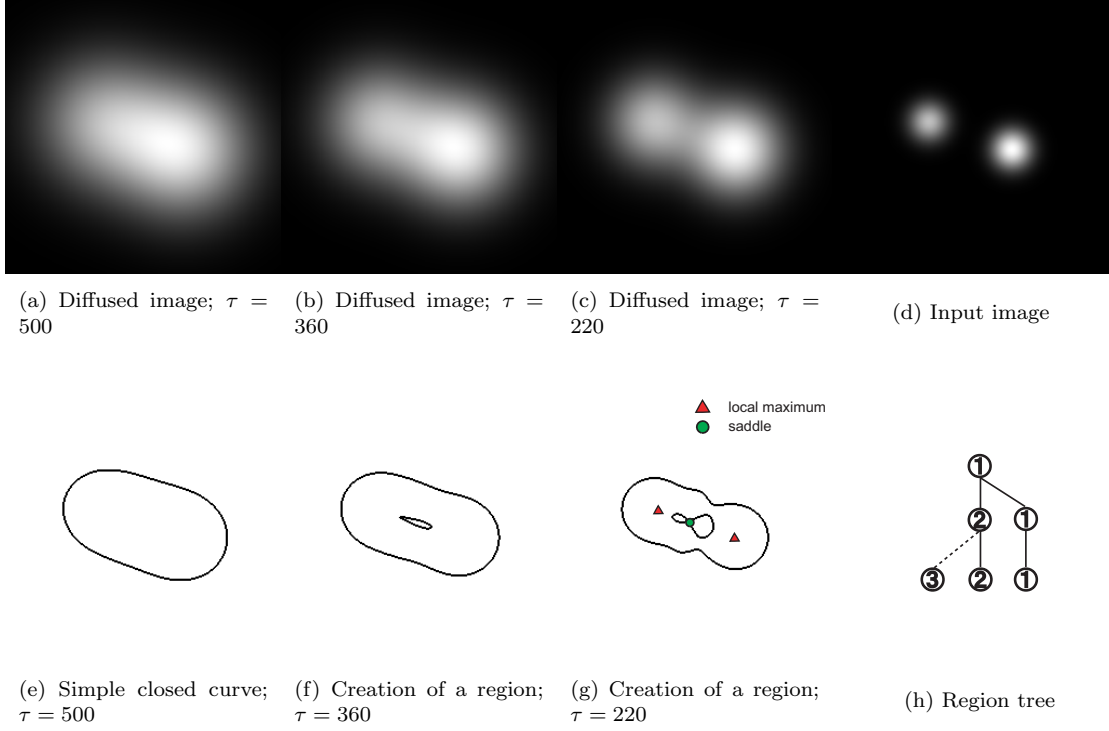 (a) Diffused image; τ =
500
(b) Diffused image; τ =
360
(c) Diffused image; τ =
220
(d) Input image
local maximum
saddle
1
2 1
3 2 1
(e) Simple closed curve;
τ = 500
(f) Creation of a region;
τ = 360
(g) Creation of a region;
τ = 220
(h) Region tree